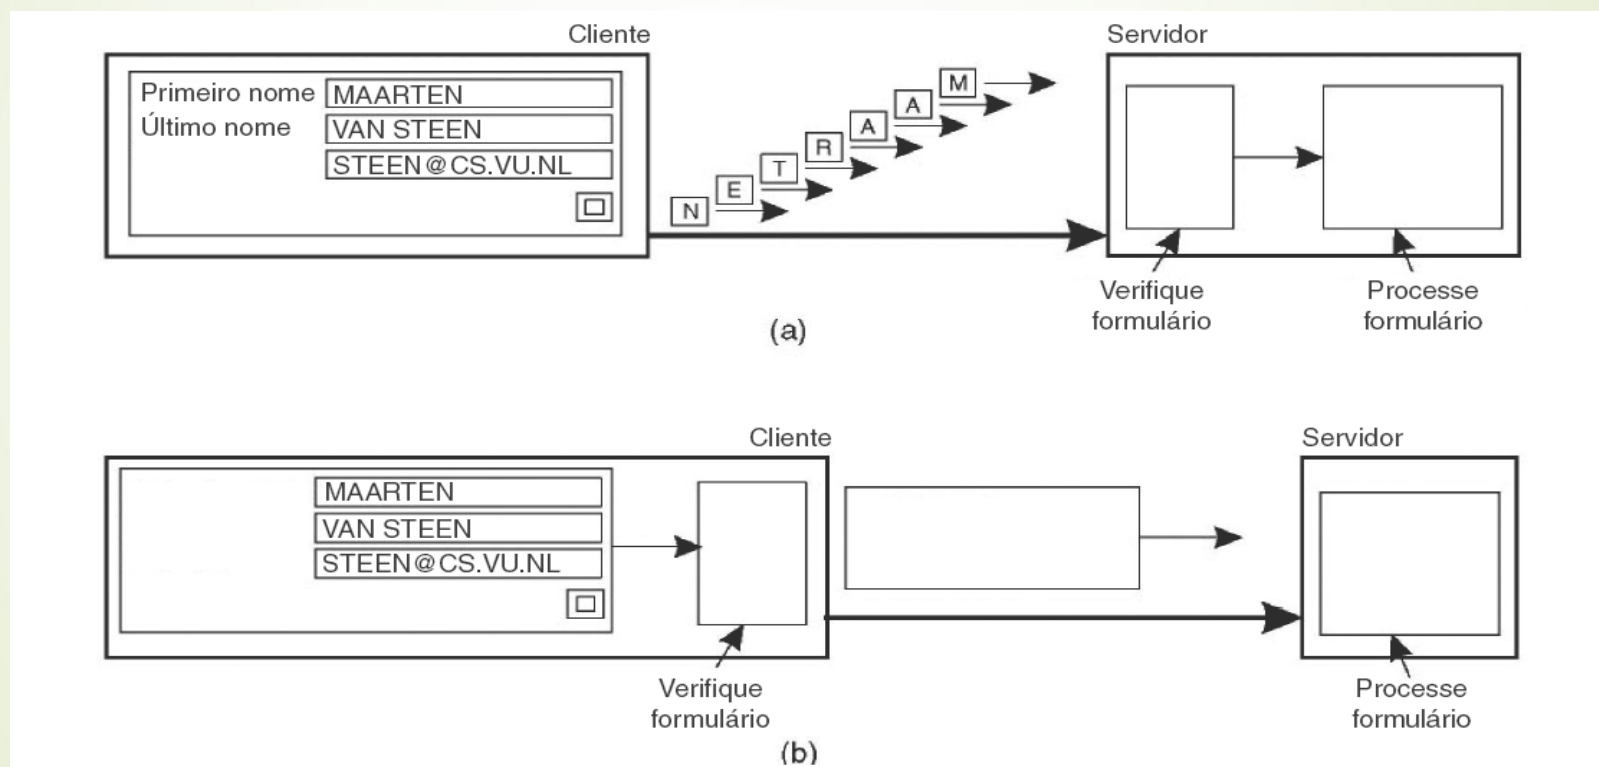 Cliente
Servidor
Primeiro nome MAARTEN
Último nome VAN STEEN
STEEN@CS.VU.NL
N E T R A A M
Verifique
formulário
Processe
formulário
(a)
Cliente
Servidor
MAARTEN
VAN STEEN
STEEN@CS.VU.NL
Verifique
formulário
Processe
formulário
(b)